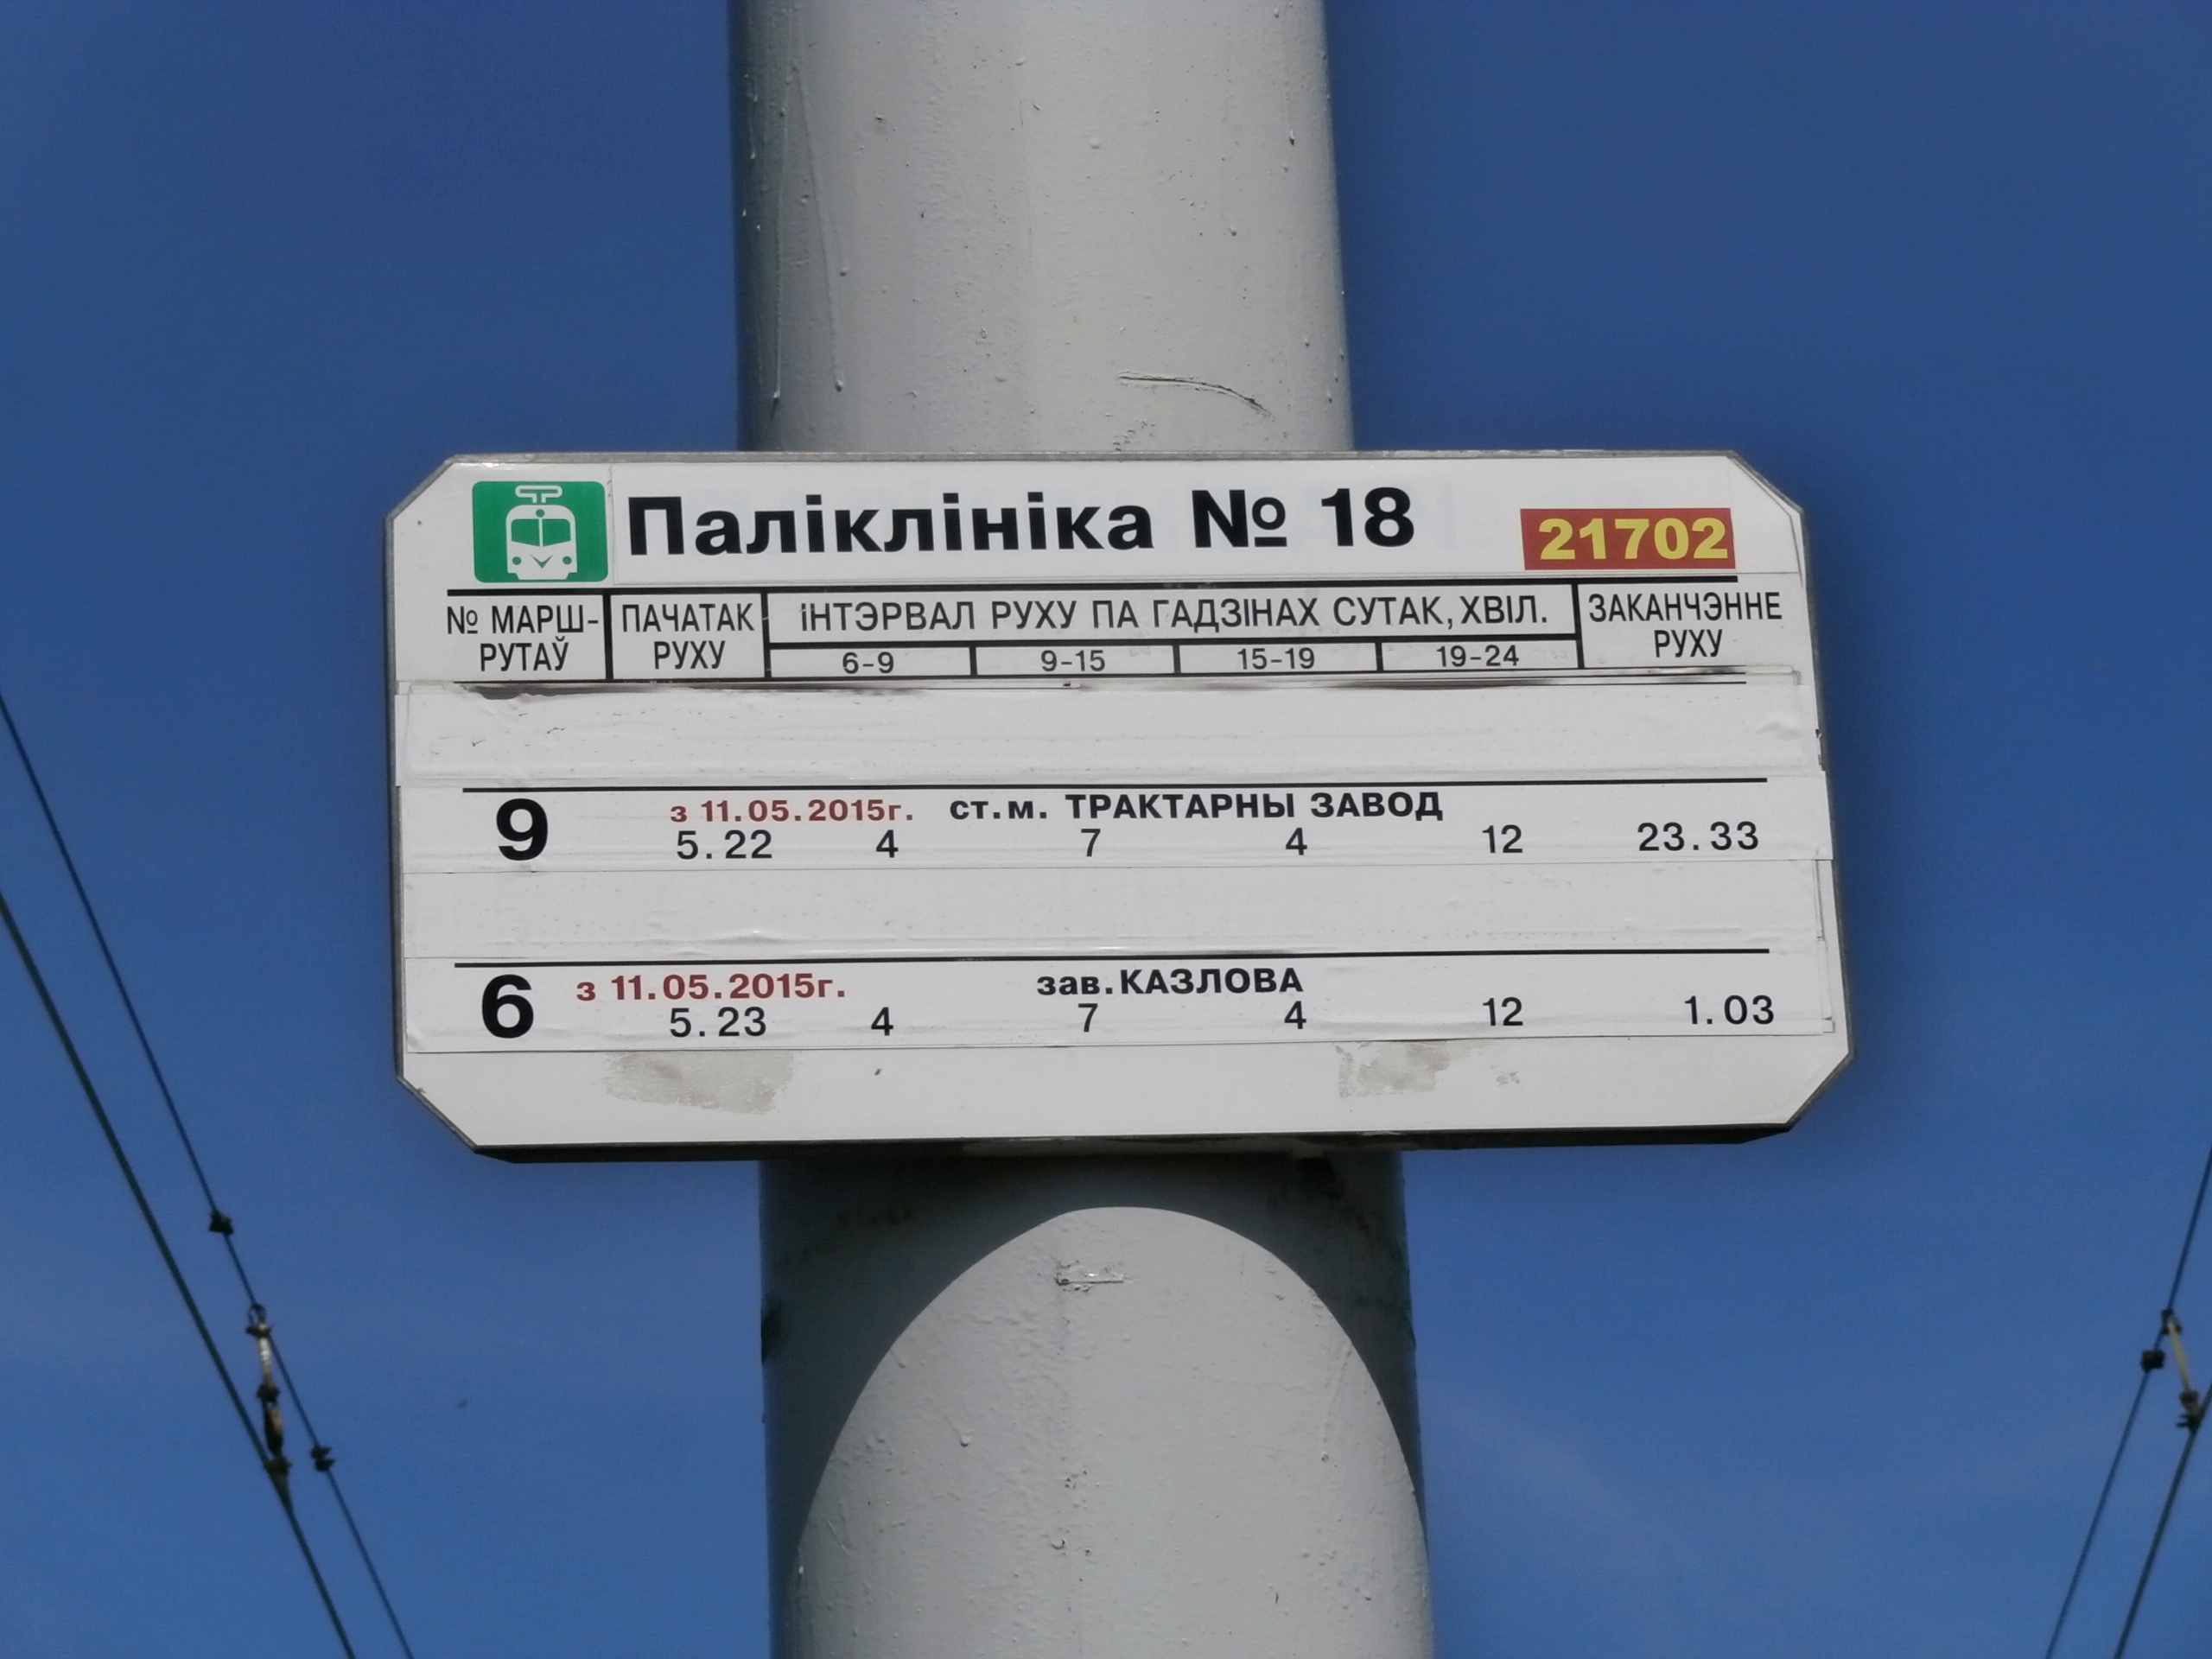 Паліклініка № 18
21702
№ МАРШ-
РУТАЎ
ПАЧАТАК
РУХУ
ІНТЭРВАЛ РУХУ ПА ГАДЗІНАХ СУТАК, ХВІЛ.
6-9 9-15 15-19 19-24
ЗАКАНЧЭННЕ
РУХУ
9 з 11.05.2015г. ст.м. ТРАКТАРНЫ ЗАВОД
5.22 4 7 4 12 23.33
6 з 11.05.2015г. зав.КАЗЛОВА
5.23 4 7 4 12 1.03